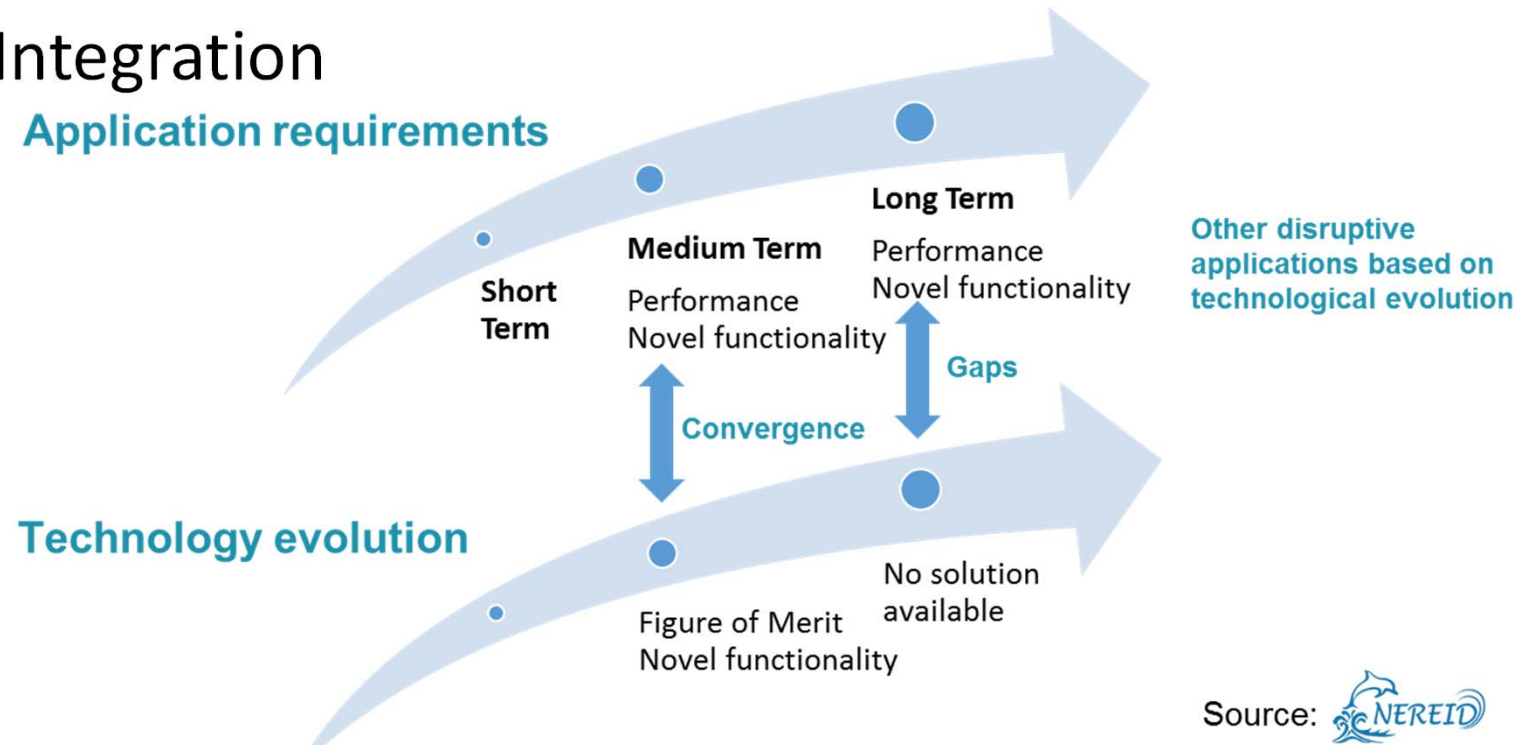 Integration
Application requirements
Short
Term
Medium Term
Performance
Novel functionality
Long Term
Performance
Novel functionality
Other disruptive
applications based on
technological evolution
Convergence
Gaps
Technology evolution
Figure of Merit
Novel functionality
No solution
available
Source: NEREID